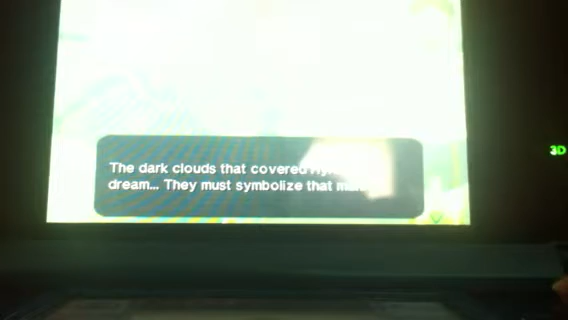 The dark clouds that covered
dream... They must symbolize that
3D